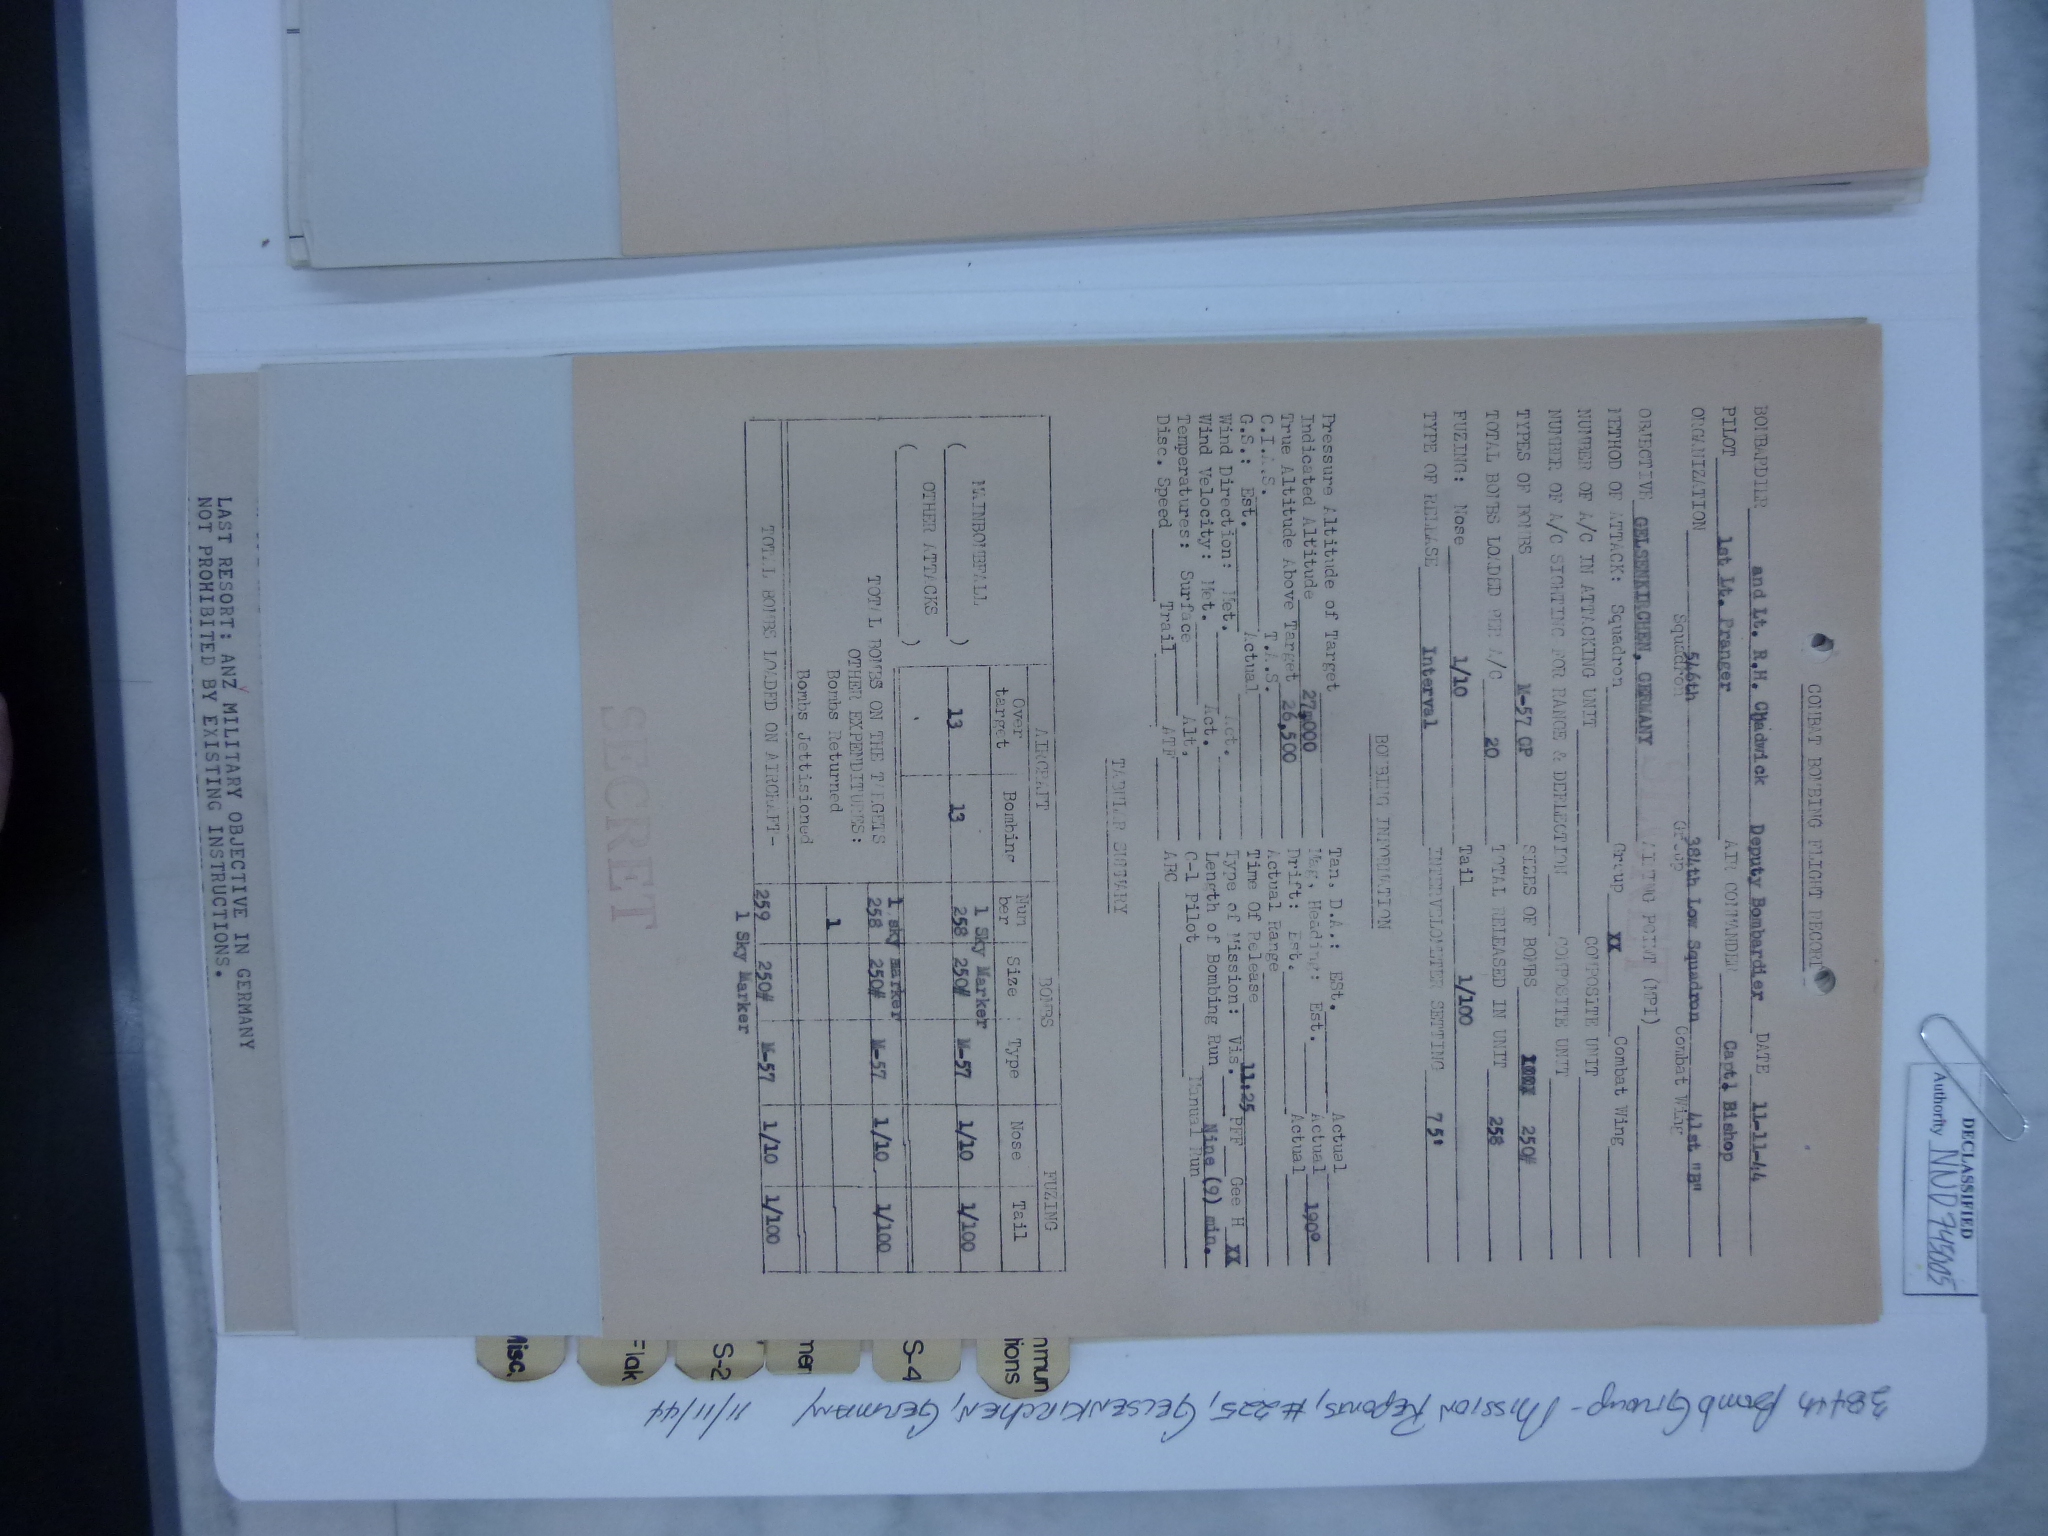 DECLASSIFIED
Authority NND 745005
COMBAT BOMBING FLIGHT RECORD
BOMBARDIER and Lt. R.M. Chadwick Deputy Bombardier DATE 11-11-44
PILOT 1st Lt. Pranger AIR COMMANDER Capt. Bishop
ORGANIZATION 546th 384th Low Squadron 41st "B"
Squadron Group Combat Wing
OBJECTIVE GELSENKIRCHEN, GERMANY AIMING POINT (MPI)
METHOD OF ATTACK: Squadron Group XX Combat Wing
NUMBER OF A/C IN ATTACKING UNIT COMPOSITE UNIT
NUMBER OF A/C SIGHTING FOR RANGE & DEFLECTION COMPOSITE UNIT
TYPES OF BOMBS M-57 GP SIZES OF BOMBS 250#
TOTAL BOMBS LOADED PER A/C 20 TOTAL RELEASED IN UNIT 258
FUZING: Nose 1/10 Tail 1/100
TYPE OF RELEASE Interval INTERVELOMETER SETTING 75'
BOMBING INFORMATION
Pressure Altitude of Target Tan. D.A.: Est. Actual
Indicated Altitude 27,000 Mag. Heading: Est. Actual 190°
True Altitude Above Target 26,500 Drift: Est. Actual
C.I.A.S. T.A.S. Actual Range
G.S.: Est. Actual Time Of Release 11:25
Wind Direction: Met. Act. Type of Mission: Vis. PFF Gee H XX
Wind Velocity: Met. Act. Length of Bombing Run Nine (9) min.
Temperatures: Surface Alt. C-1 Pilot Manual Run
Disc. Speed Trail ATF ABC
TABULAR SUMMARY
AIRCRAFT BOMBS FUZING
Over target Bombing Num ber Size Type Nose Tail
1 Sky Marker
MAINBOMBFALL 13 13 258 250# M-57 1/10 1/100
( )
OTHER ATTACKS
( )
1 sky marker
TOTAL BOMBS ON THE TARGETS 258 250# M-57 1/10 1/100
OTHER EXPENDITURES:
Bombs Returned 1
Bombs Jettisioned
TOTAL BOMBS LOADED ON AIRCRAFT- 259 250# M-57 1/10 1/100
1 Sky Marker
SECRET
LAST RESORT: ANZ MILITARY OBJECTIVE IN GERMANY
NOT PROHIBITED BY EXISTING INSTRUCTIONS.
mmun
tions
S-4
mer
S-2
Flak
Misc.
384th Bomb Group - Mission Reports, #225, Gelsenkirchen, Germany 11/11/44